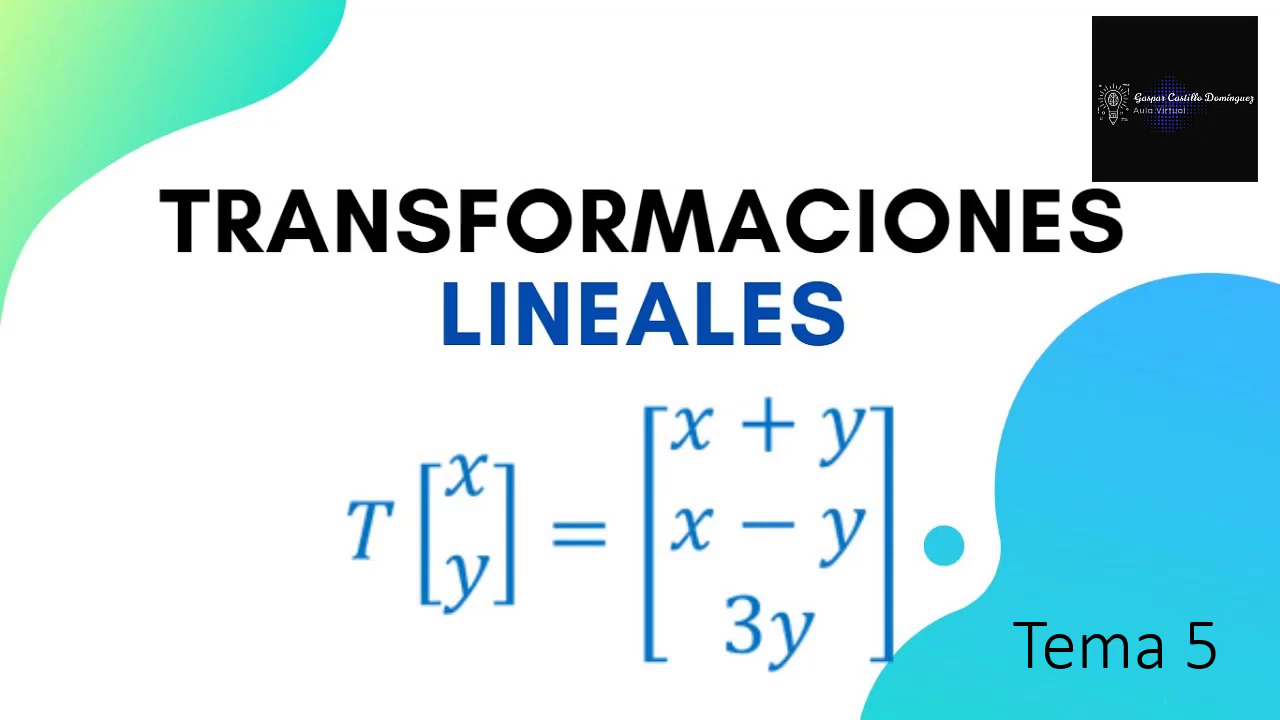 Gaspar Castillo Domínguez
Aula Virtual
TRANSFORMACIONES
LINEALES
T [x y] = [x + y x − y 3y]
Tema 5